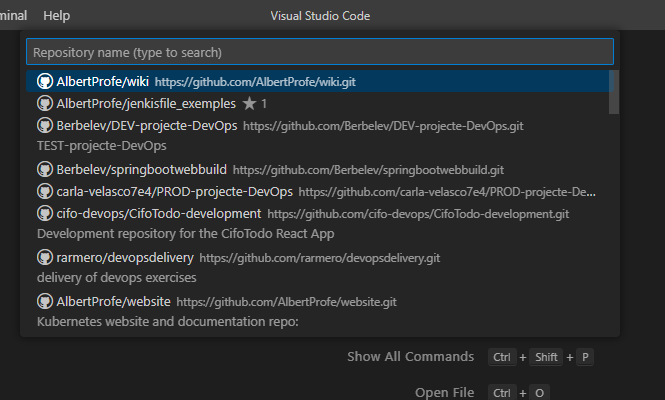 minal Help Visual Studio Code
Repository name (type to search)
AlbertProfe/wiki https://github.com/AlbertProfe/wiki.git
AlbertProfe/jenkisfile_examples ★ 1
Berbelev/DEV-projecte-DevOps https://github.com/Berbelev/DEV-projecte-DevOps.git
TEST-projecte-DevOps
Berbelev/springbootwebbuild https://github.com/Berbelev/springbootwebbuild.git
carla-velasco7e4/PROD-projecte-DevOps https://github.com/carla-velasco7e4/PROD-projecte-De...
cifo-devops/CifoTodo-development https://github.com/cifo-devops/CifoTodo-development.git
Development repository for the CifoTodo React App
rarmero/devopsdelivery https://github.com/rarmero/devopsdelivery.git
delivery of devops exercises
AlbertProfe/website https://github.com/AlbertProfe/website.git
Kubernetes website and documentation repo:
Show All Commands Ctrl + Shift + P
Open File Ctrl + O